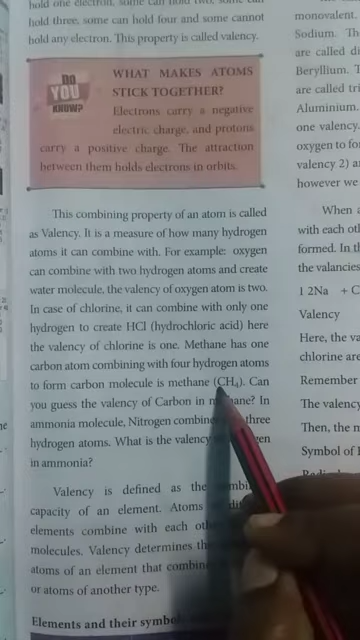 hold one electron, some can hold two, some can
hold three, some can hold four and some cannot
hold any electron. This property is called valency.
DO
YOU
KNOW?
WHAT MAKES ATOMS
STICK TOGETHER?
Electrons carry a negative
electric charge, and protons
carry a positive charge. The attraction
between them holds electrons in orbits.
This combining property of an atom is called
as Valency. It is a measure of how many hydrogen
atoms it can combine with. For example: oxygen
can combine with two hydrogen atoms and create
water molecule, the valency of oxygen atom is two.
In case of chlorine, it can combine with only one
hydrogen to create HCl (hydrochloric acid) here
the valency of chlorine is one. Methane has one
carbon atom combining with four hydrogen atoms
to form carbon molecule is methane (CH₄). Can
you guess the valency of Carbon in methane? In
ammonia molecule, Nitrogen combine three
hydrogen atoms. What is the valency
in ammonia?
Valency is defined as the
capacity of an element. Atoms
elements combine with each
molecules. Valency determines
atoms of an element that combine
or atoms of another type.
Elements and their
monovalent.
Sodium.
are called
Beryllium.
are called
Aluminium.
one valency.
oxygen to
valency 2)
however we
When
with each
formed. In
the valancies
1 2Na +
Valency
Here, the
chlorine are
Remember
The valency
Then, the
Symbol of